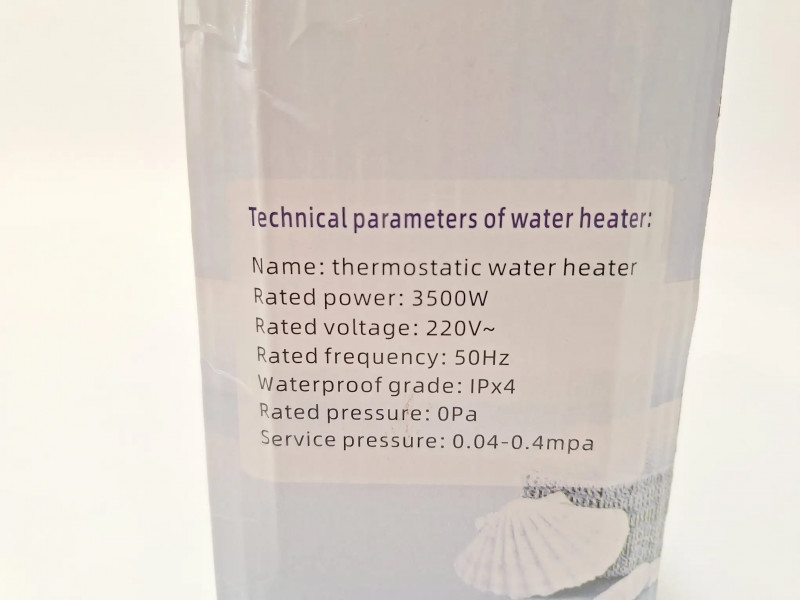 Technical parameters of water heater:
Name: thermostatic water heater
Rated power: 3500W
Rated voltage: 220V~
Rated frequency: 50Hz
Waterproof grade: IPx4
Rated pressure: 0Pa
Service pressure: 0.04-0.4mpa